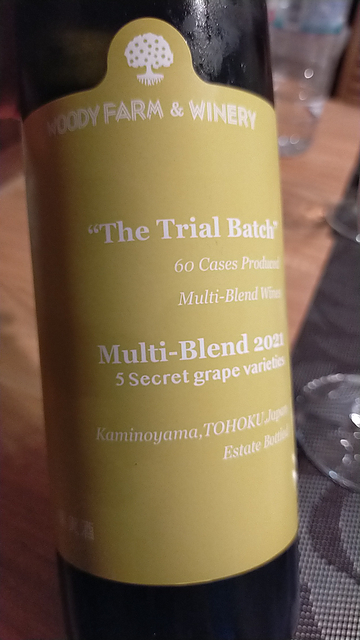 WOODY FARM & WINERY
“The Trial Batch”
60 Cases Produced
Multi-Blend Wines
Multi-Blend 2021
5 Secret grape varieties
Kaminoyama,TOHOKU.Japan
Estate Bottled